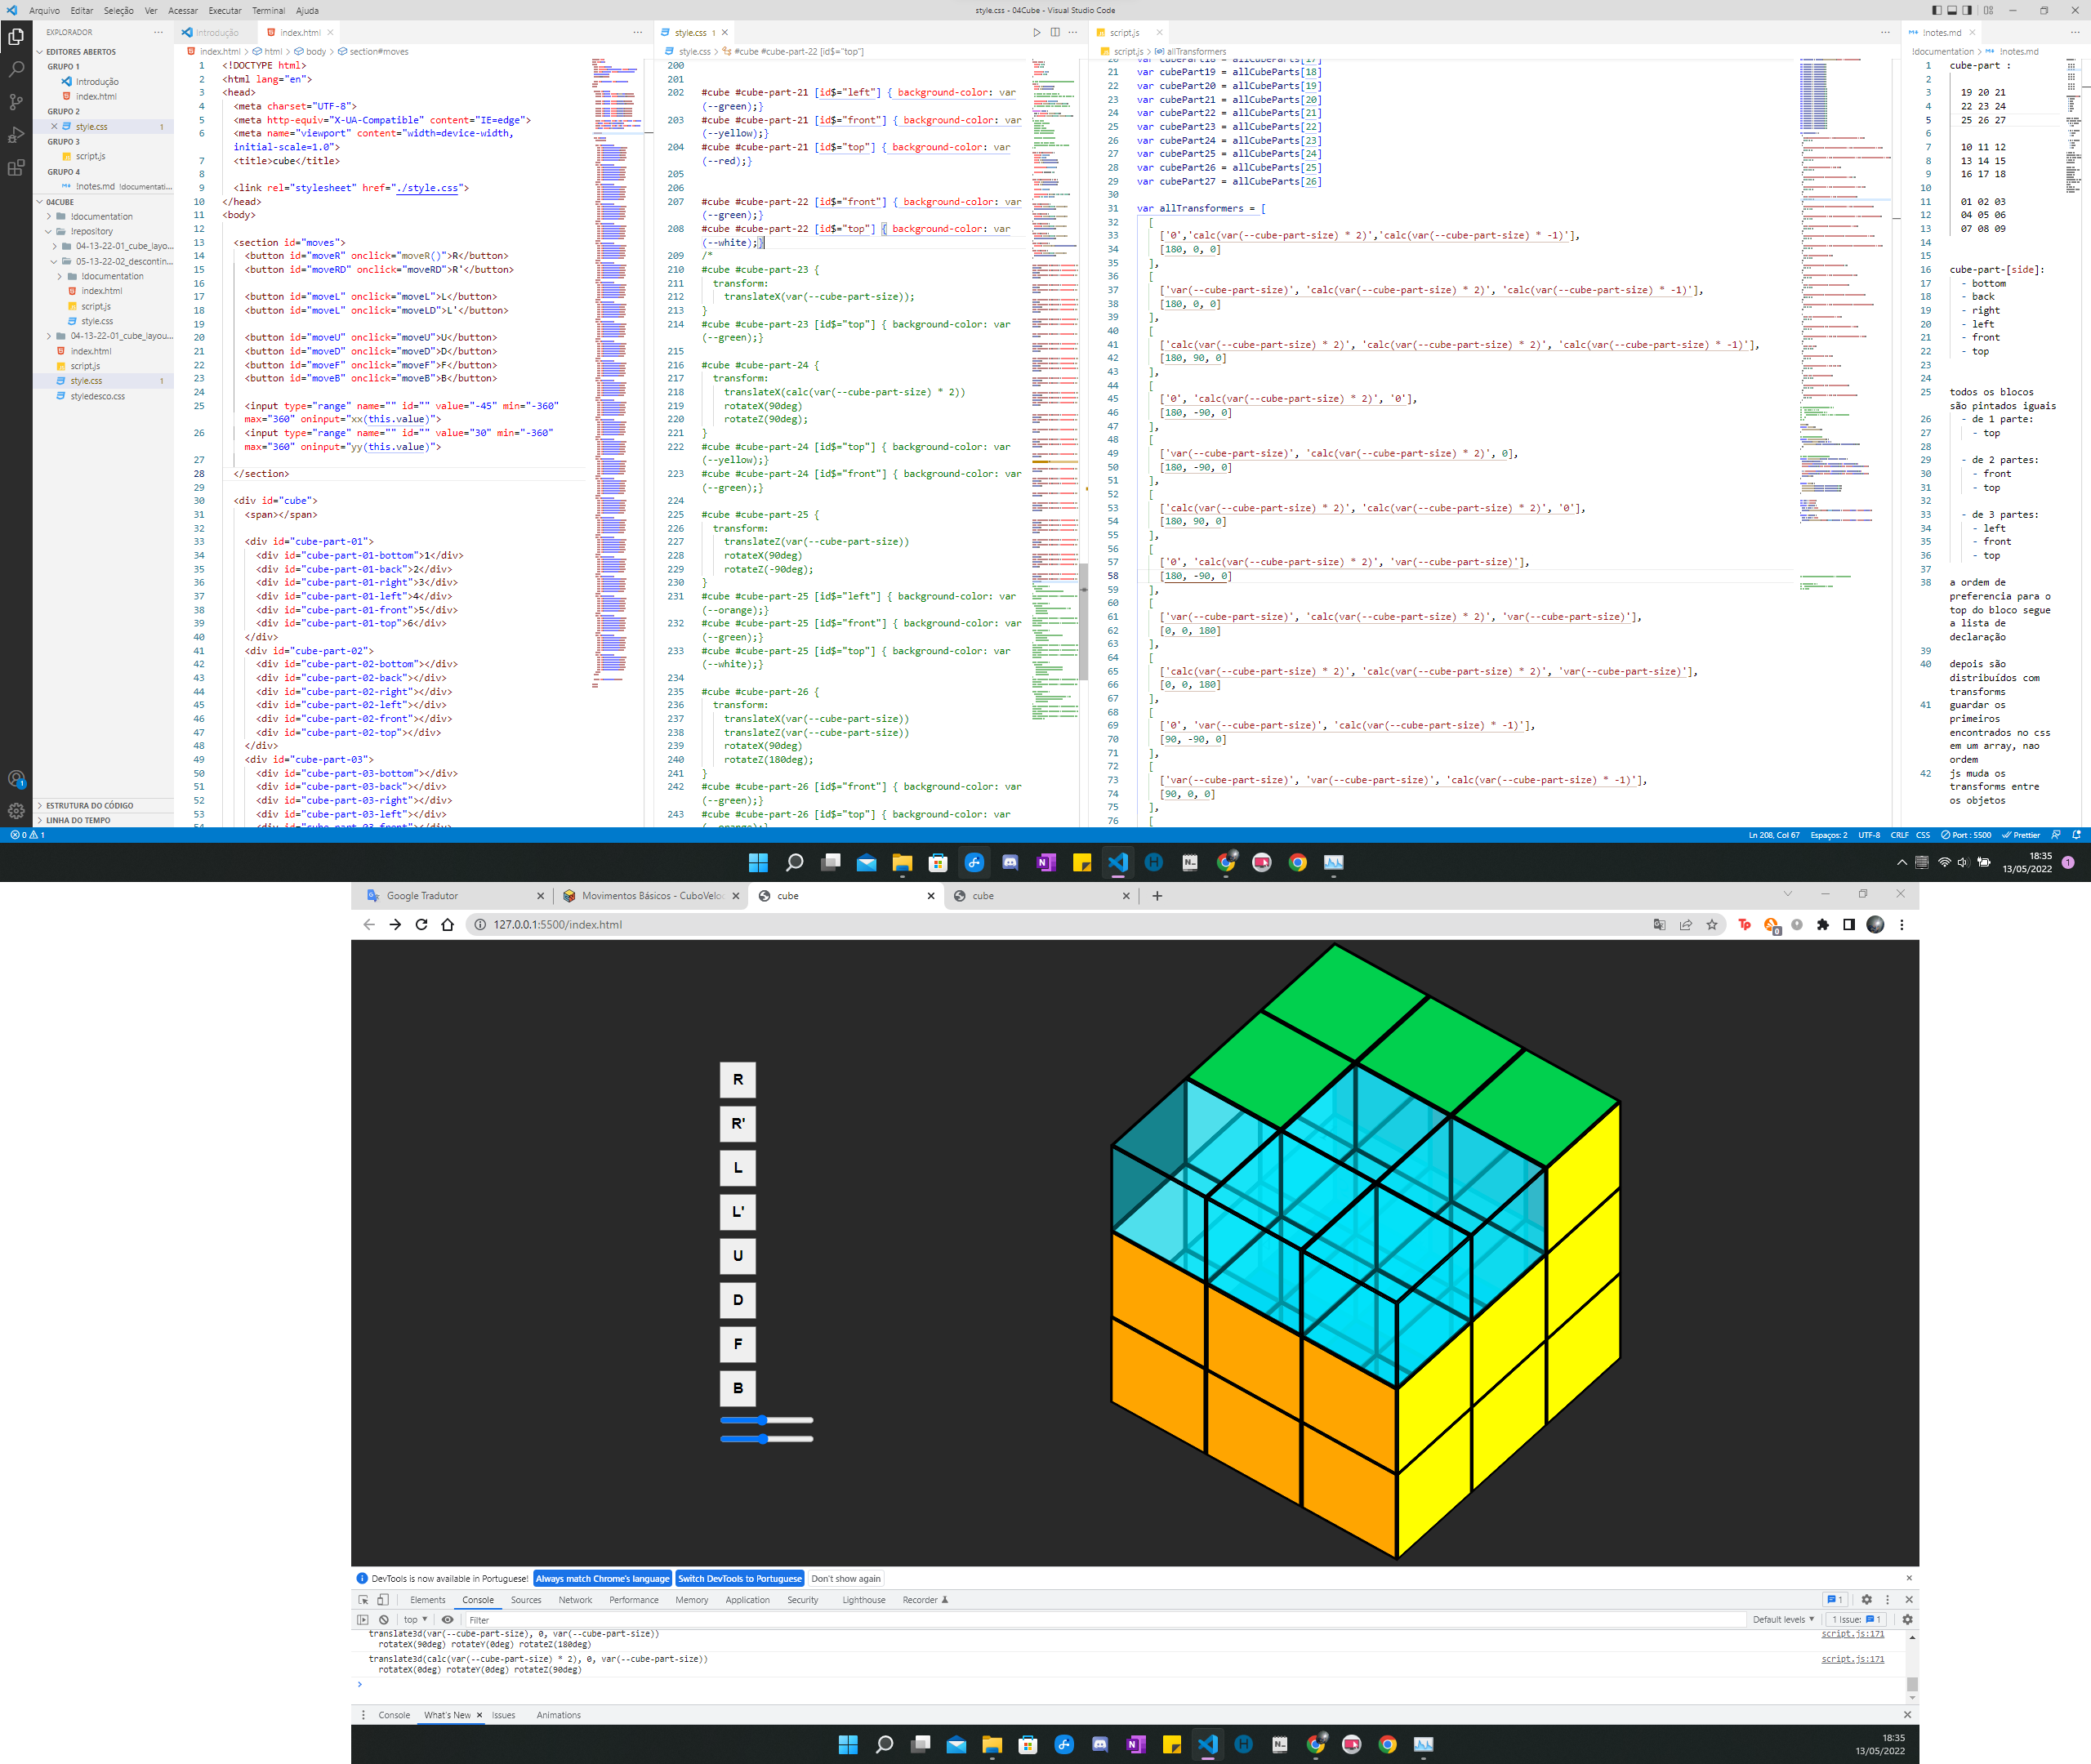 Arquivo Editar Seleção Ver Acessar Executar Terminal Ajuda
style.css - 04Cube - Visual Studio Code
EXPLORADOR
EDITORES ABERTOS
GRUPO 1
Introdução
index.html
GRUPO 2
style.css 1
GRUPO 3
script.js
GRUPO 4
!notes.md !documentati...
04CUBE
!documentation
!repository
04-13-22-01_cube_layo...
05-13-22-02_descontin...
!documentation
index.html
script.js
style.css
04-13-22-01_cube_layou...
index.html
script.js
style.css 1
styledesco.css
ESTRUTURA DO CÓDIGO
LINHA DO TEMPO
Introdução
index.html
index.html > html > body > section#moves
1 <!DOCTYPE html>
2 <html lang="en">
3 <head>
4 <meta charset="UTF-8">
5 <meta http-equiv="X-UA-Compatible" content="IE=edge">
6 <meta name="viewport" content="width=device-width,
initial-scale=1.0">
7 <title>cube</title>
8
9 <link rel="stylesheet" href="./style.css">
10 </head>
11 <body>
12
13 <section id="moves">
14 <button id="moveR" onclick="moveR()">R</button>
15 <button id="moveRD" onclick="moveRD">R'</button>
16
17 <button id="moveL" onclick="moveL">L</button>
18 <button id="moveL" onclick="moveLD">L'</button>
19
20 <button id="moveU" onclick="moveU">U</button>
21 <button id="moveD" onclick="moveD">D</button>
22 <button id="moveF" onclick="moveF">F</button>
23 <button id="moveB" onclick="moveB">B</button>
24
25 <input type="range" name="" id="" value="-45" min="-360"
max="360" oninput="xx(this.value)">
26 <input type="range" name="" id="" value="30" min="-360"
max="360" oninput="yy(this.value)">
27
28 </section>
29
30 <div id="cube">
31 <span></span>
32
33 <div id="cube-part-01">
34 <div id="cube-part-01-bottom">1</div>
35 <div id="cube-part-01-back">2</div>
36 <div id="cube-part-01-right">3</div>
37 <div id="cube-part-01-left">4</div>
38 <div id="cube-part-01-front">5</div>
39 <div id="cube-part-01-top">6</div>
40 </div>
41 <div id="cube-part-02">
42 <div id="cube-part-02-bottom"></div>
43 <div id="cube-part-02-back"></div>
44 <div id="cube-part-02-right"></div>
45 <div id="cube-part-02-left"></div>
46 <div id="cube-part-02-front"></div>
47 <div id="cube-part-02-top"></div>
48 </div>
49 <div id="cube-part-03">
50 <div id="cube-part-03-bottom"></div>
51 <div id="cube-part-03-back"></div>
52 <div id="cube-part-03-right"></div>
53 <div id="cube-part-03-left"></div>
54 <div id="cube-part-03-front"></div>
style.css 1
style.css > #cube #cube-part-22 [id$="top"]
200
201
202 #cube #cube-part-21 [id$="left"] { background-color: var
(--green);}
203 #cube #cube-part-21 [id$="front"] { background-color: var
(--yellow);}
204 #cube #cube-part-21 [id$="top"] { background-color: var
(--red);}
205
206
207 #cube #cube-part-22 [id$="front"] { background-color: var
(--green);}
208 #cube #cube-part-22 [id$="top"] { background-color: var
(--white);}
209 /*
210 #cube #cube-part-23 {
211 transform:
212 translateX(var(--cube-part-size));
213 }
214 #cube #cube-part-23 [id$="top"] { background-color: var
(--green);}
215
216 #cube #cube-part-24 {
217 transform:
218 translateX(calc(var(--cube-part-size) * 2))
219 rotateX(90deg)
220 rotateZ(90deg);
221 }
222 #cube #cube-part-24 [id$="top"] { background-color: var
(--yellow);}
223 #cube #cube-part-24 [id$="front"] { background-color: var
(--green);}
224
225 #cube #cube-part-25 {
226 transform:
227 translateZ(var(--cube-part-size))
228 rotateX(90deg)
229 rotateZ(-90deg);
230 }
231 #cube #cube-part-25 [id$="left"] { background-color: var
(--orange);}
232 #cube #cube-part-25 [id$="front"] { background-color: var
(--green);}
233 #cube #cube-part-25 [id$="top"] { background-color: var
(--white);}
234
235 #cube #cube-part-26 {
236 transform:
237 translateX(var(--cube-part-size))
238 translateZ(var(--cube-part-size))
239 rotateX(90deg)
240 rotateZ(180deg);
241 }
242 #cube #cube-part-26 [id$="front"] { background-color: var
(--green);}
243 #cube #cube-part-26 [id$="top"] { background-color: var
(--orange);}
script.js
script.js > allTransformers
20 var cubePart18 = allCubeParts[17]
21 var cubePart19 = allCubeParts[18]
22 var cubePart20 = allCubeParts[19]
23 var cubePart21 = allCubeParts[20]
24 var cubePart22 = allCubeParts[21]
25 var cubePart23 = allCubeParts[22]
26 var cubePart24 = allCubeParts[23]
27 var cubePart25 = allCubeParts[24]
28 var cubePart26 = allCubeParts[25]
29 var cubePart27 = allCubeParts[26]
30
31 var allTransformers = [
32 [
33 ['0','calc(var(--cube-part-size) * 2)','calc(var(--cube-part-size) * -1)'],
34 [180, 0, 0]
35 ],
36 [
37 ['var(--cube-part-size)', 'calc(var(--cube-part-size) * 2)', 'calc(var(--cube-part-size) * -1)'],
38 [180, 0, 0]
39 ],
40 [
41 ['calc(var(--cube-part-size) * 2)', 'calc(var(--cube-part-size) * 2)', 'calc(var(--cube-part-size) * -1)'],
42 [180, 90, 0]
43 ],
44 [
45 ['0', 'calc(var(--cube-part-size) * 2)', '0'],
46 [180, -90, 0]
47 ],
48 [
49 ['var(--cube-part-size)', 'calc(var(--cube-part-size) * 2)', 0],
50 [180, -90, 0]
51 ],
52 [
53 ['calc(var(--cube-part-size) * 2)', 'calc(var(--cube-part-size) * 2)', '0'],
54 [180, 90, 0]
55 ],
56 [
57 ['0', 'calc(var(--cube-part-size) * 2)', 'var(--cube-part-size)'],
58 [180, -90, 0]
59 ],
60 [
61 ['var(--cube-part-size)', 'calc(var(--cube-part-size) * 2)', 'var(--cube-part-size)'],
62 [0, 0, 180]
63 ],
64 [
65 ['calc(var(--cube-part-size) * 2)', 'calc(var(--cube-part-size) * 2)', 'var(--cube-part-size)'],
66 [0, 0, 180]
67 ],
68 [
69 ['0', 'var(--cube-part-size)', 'calc(var(--cube-part-size) * -1)'],
70 [90, -90, 0]
71 ],
72 [
73 ['var(--cube-part-size)', 'var(--cube-part-size)', 'calc(var(--cube-part-size) * -1)'],
74 [90, 0, 0]
75 ],
76 [
!notes.md
!documentation > !notes.md
1 cube-part :
2
3 19 20 21
4 22 23 24
5 25 26 27
6
7 10 11 12
8 13 14 15
9 16 17 18
10
11 01 02 03
12 04 05 06
13 07 08 09
14
15
16 cube-part-[side]:
17 - bottom
18 - back
19 - right
20 - left
21 - front
22 - top
23
24
25 todos os blocos
são pintados iguais
26 - de 1 parte:
27 - top
28
29 - de 2 partes:
30 - front
31 - top
32
33 - de 3 partes:
34 - left
35 - front
36 - top
37
38 a ordem de
preferencia para o
top do bloco segue
a lista de
declaração
39
40 depois são
distribuídos com
transforms
41 guardar os
primeiros
encontrados no css
em um array, nao
ordem
42 js muda os
transforms entre
os objetos
0 1
Ln 208, Col 67 Espaços: 2 UTF-8 CRLF CSS Port : 5500 Prettier
18:35
13/05/2022 1
Google Tradutor
Movimentos Básicos - CuboVeloc
cube
cube
127.0.0.1:5500/index.html
R
R'
L
L'
U
D
F
B
DevTools is now available in Portuguese! Always match Chrome's language Switch DevTools to Portuguese Don't show again
Elements Console Sources Network Performance Memory Application Security Lighthouse Recorder 1
top Filter Default levels 1 Issue: 1
translate3d(var(--cube-part-size), 0, var(--cube-part-size)) script.js:171
rotateX(90deg) rotateY(0deg) rotateZ(180deg)
translate3d(calc(var(--cube-part-size) * 2), 0, var(--cube-part-size)) script.js:171
rotateX(0deg) rotateY(0deg) rotateZ(90deg)
Console What's New Issues Animations
18:35
13/05/2022